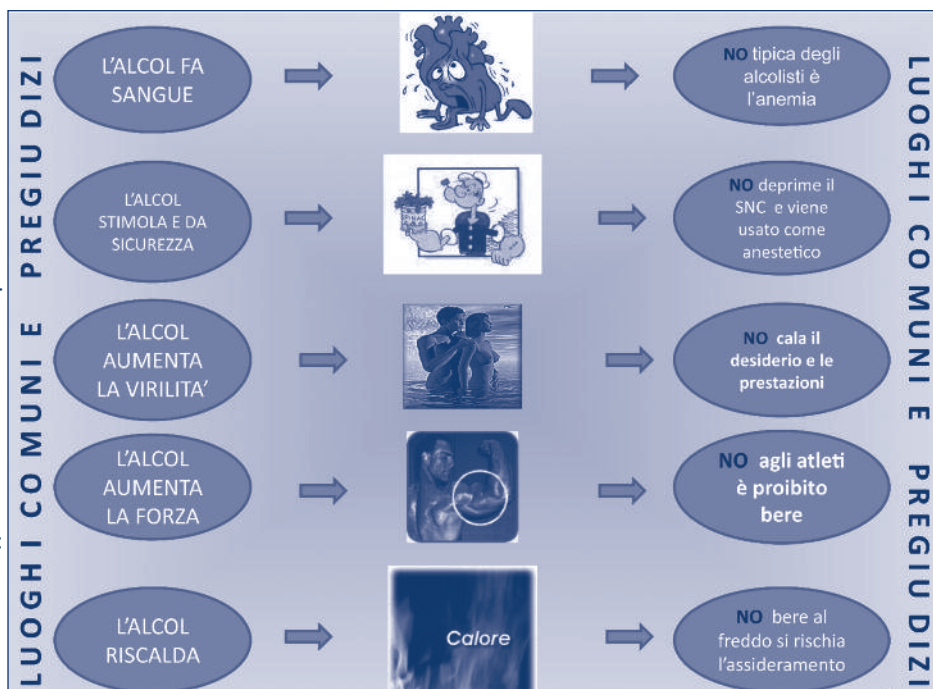 LUOGHI COMUNI E PREGIUDIZI
L'ALCOL FA
SANGUE
NO tipica degli
alcolisti è
l'anemia
L'ALCOL
STIMOLA E DA
SICUREZZA
NO deprime il
SNC e viene
usato come
anestetico
L'ALCOL
AUMENTA
LA VIRILITA'
NO cala il
desiderio e le
prestazioni
L'ALCOL
AUMENTA
LA FORZA
NO agli atleti
è proibito
bere
L'ALCOL
RISCALDA
Calore
NO bere al
freddo si rischia
l'assideramento
LUOGHI COMUNI E PREGIUDIZI